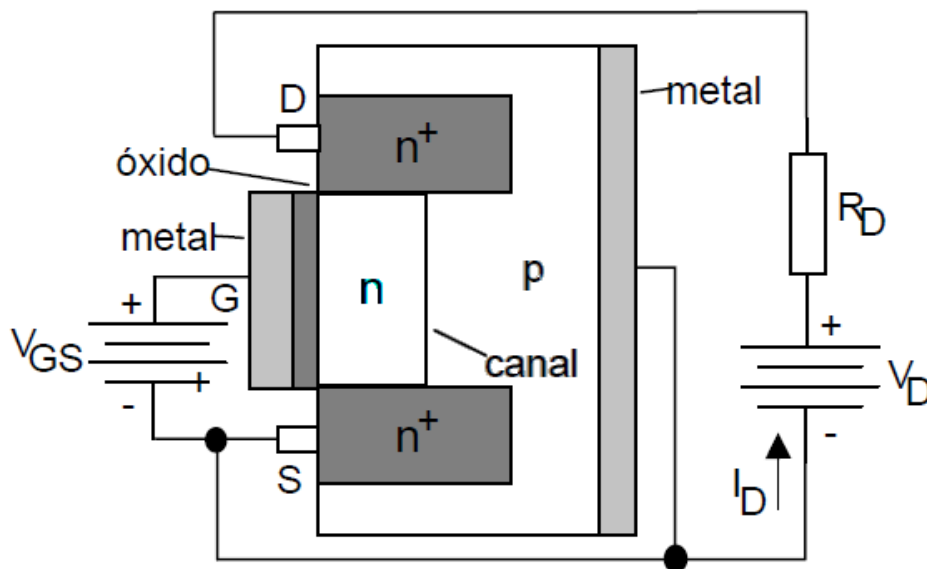 D
n+
metal
óxido
metal
G
n
p
RD
+
VGS
-
+
canal
+
VD
-
n+
S
ID